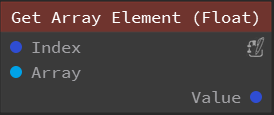 Get Array Element (Float)
Index
Array
Value